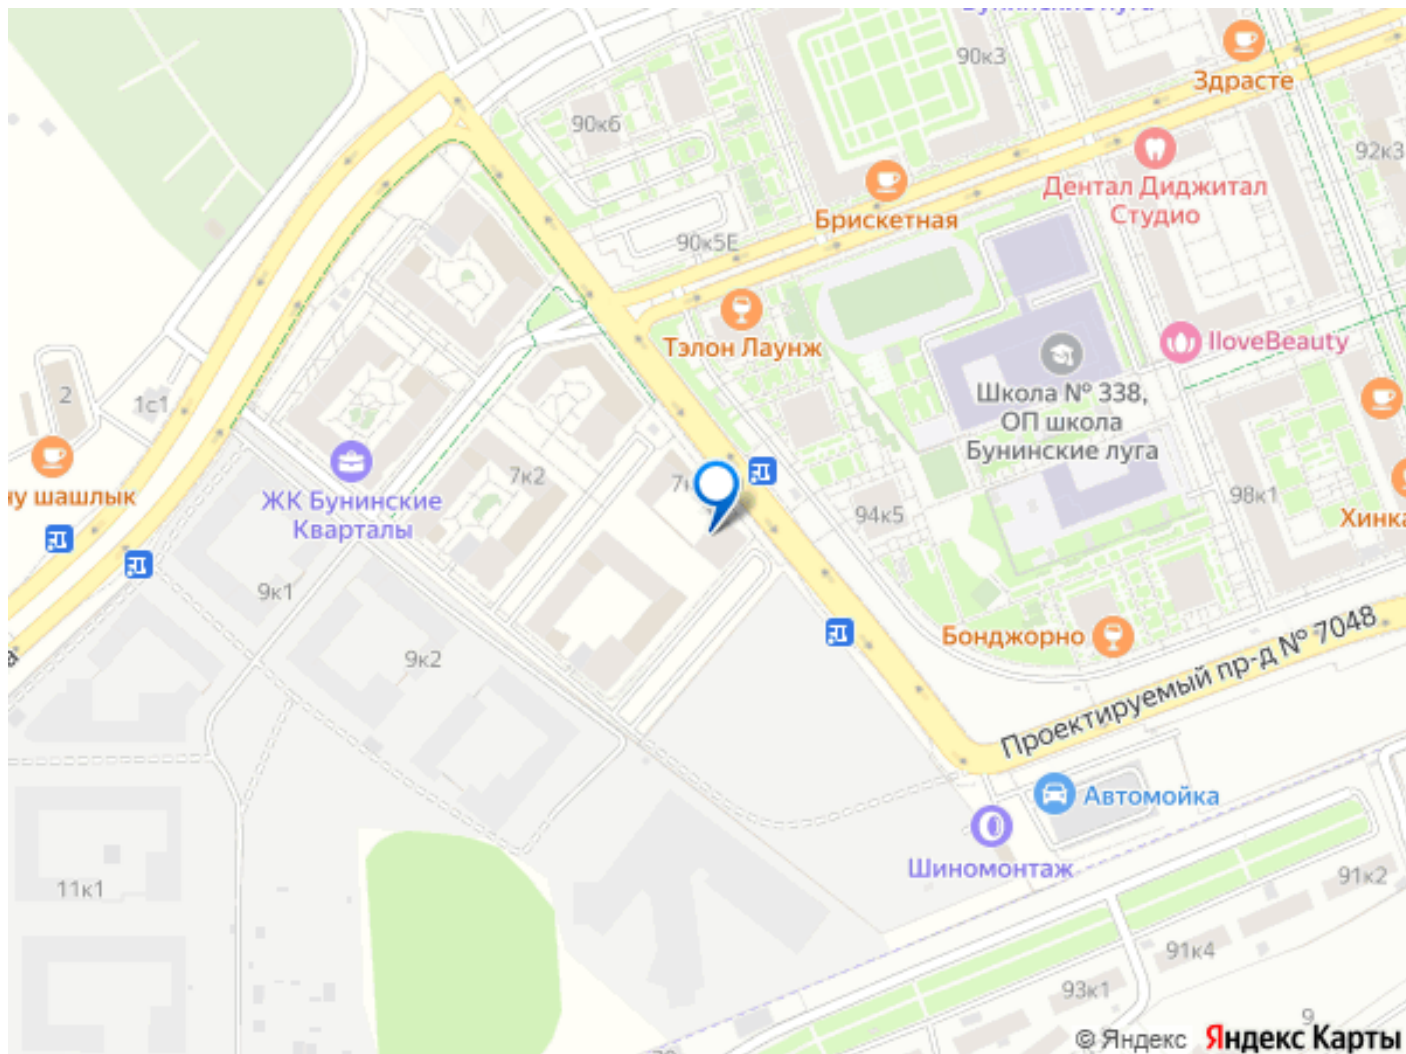 90к3
Здрасте
90к6
92к3
Дентал Диджитал
Студио
Брискетная
90к5Е
Тэлон Лаунж
IloveBeauty
2
1с1
Школа № 338,
ОП школа
Бунинские луга
7к2
ну шашлык
ЖК Бунинские
Кварталы
94к5
98к1
9к1
Бонджорно
Проектируемый пр-д № 7048
9к2
Автомойка
Шиномонтаж
11к1
91к2
91к4
93к1
9
© Яндекс Яндекс Карты